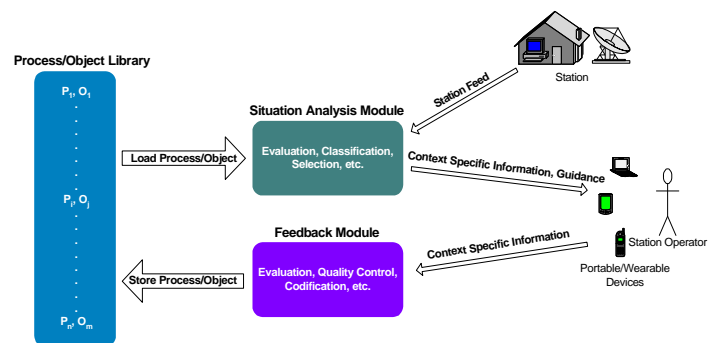 Process/Object Library
P1, O1
Pi, Oj
Pn, Om
Load Process/Object
Store Process/Object
Situation Analysis Module
Evaluation, Classification,
Selection, etc.
Feedback Module
Evaluation, Quality Control,
Codification, etc.
Station Feed
Station
Context Specific Information, Guidance
Context Specific Information
Station Operator
Portable/Wearable
Devices